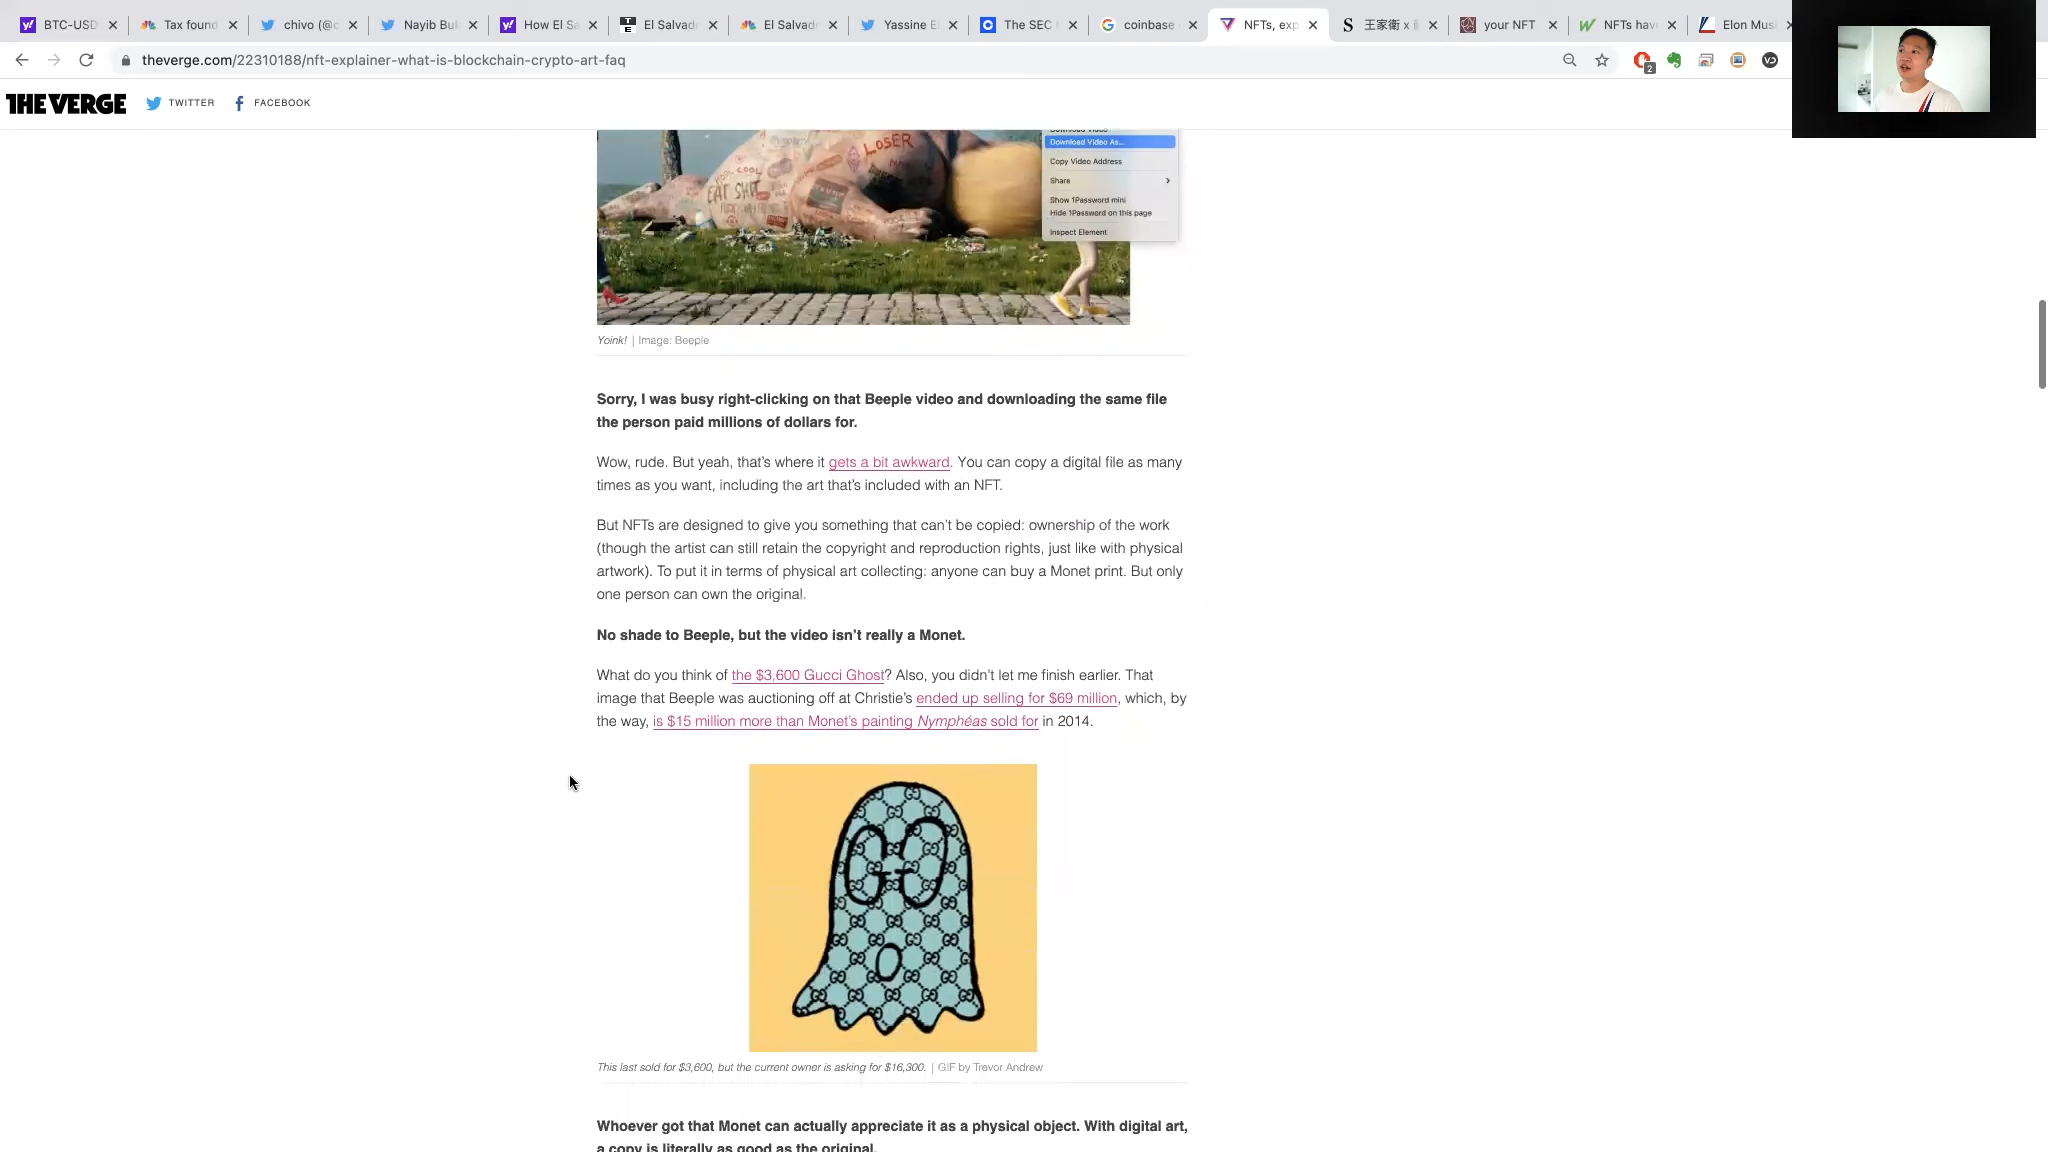 BTC-USD
Tax found
chivo (@c
Nayib Buk
How El Sa
El Salvado
El Salvado
Yassine E
The SEC
coinbase
NFTs, exp
王家衛 x
your NFT
NFTs hav
Elon Mus
theverge.com/22310188/nft-explainer-what-is-blockchain-crypto-art-faq
2
THE VERGE
TWITTER
FACEBOOK
LOSER
EAT SHIT
COOL
TRUMP
Download Video
Download Video As...
Copy Video Address
Share
Show 1Password mini
Hide 1Password on this page
Inspect Element
Yoink! | Image: Beeple
Sorry, I was busy right-clicking on that Beeple video and downloading the same file
the person paid millions of dollars for.
Wow, rude. But yeah, that's where it gets a bit awkward. You can copy a digital file as many
times as you want, including the art that's included with an NFT.
But NFTs are designed to give you something that can't be copied: ownership of the work
(though the artist can still retain the copyright and reproduction rights, just like with physical
artwork). To put it in terms of physical art collecting: anyone can buy a Monet print. But only
one person can own the original.
No shade to Beeple, but the video isn't really a Monet.
What do you think of the $3,600 Gucci Ghost? Also, you didn't let me finish earlier. That
image that Beeple was auctioning off at Christie's ended up selling for $69 million, which, by
the way, is $15 million more than Monet's painting Nymphéas sold for in 2014.
This last sold for $3,600, but the current owner is asking for $16,300. | GIF by Trevor Andrew
Whoever got that Monet can actually appreciate it as a physical object. With digital art,
a copy is literally as good as the original.